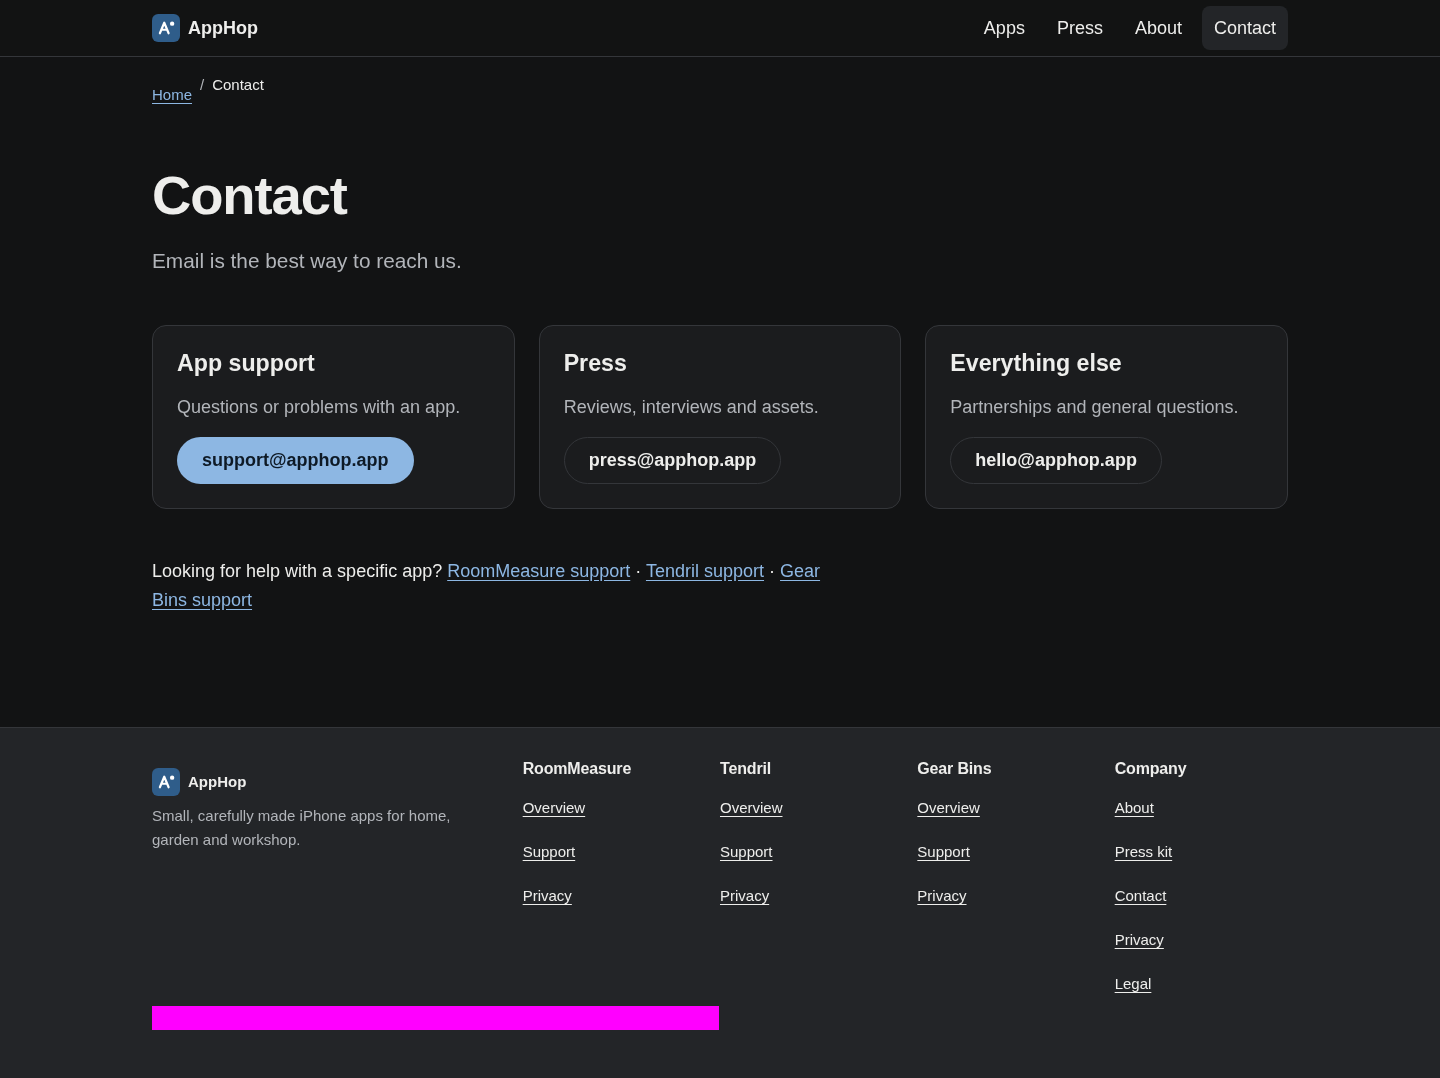 AppHop
Apps Press About Contact
Home / Contact
Contact
Email is the best way to reach us.
App support
Questions or problems with an app.
support@apphop.app
Press
Reviews, interviews and assets.
press@apphop.app
Everything else
Partnerships and general questions.
hello@apphop.app
Looking for help with a specific app? RoomMeasure support · Tendril support · Gear
Bins support
AppHop
Small, carefully made iPhone apps for home,
garden and workshop.
RoomMeasure
Overview
Support
Privacy
Tendril
Overview
Support
Privacy
Gear Bins
Overview
Support
Privacy
Company
About
Press kit
Contact
Privacy
Legal